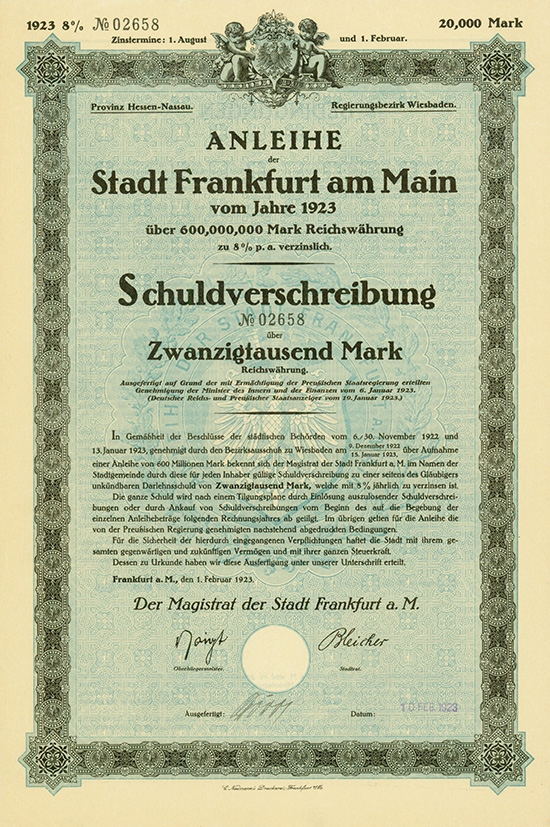 1923 8% № 02658
20,000 Mark
Zinstermine: 1. August und 1. Februar.
Provinz Hessen-Nassau. Regierungsbezirk Wiesbaden.
ANLEIHE
der
Stadt Frankfurt am Main
vom Jahre 1923
über 600,000,000 Mark Reichswährung
zu 8% p. a. verzinslich.
Schuldverschreibung
№ 02658
über
Zwanzigtausend Mark
Reichswährung.
Ausgefertigt auf Grund der mit Ermächtigung der Preußischen Staatsregierung erteilten
Genehmigung der Minister des Innern und der Finanzen vom 6. Januar 1923.
(Deutscher Reichs- und Preußischer Staatsanzeiger vom 19. Januar 1923.)
In Gemäßheit der Beschlüsse der städtischen Behörden vom 6./30. November 1922 und
13. Januar 1923, genehmigt durch den Bezirksausschuß zu Wiesbaden am 9. Dezember 1922 / 15. Januar 1923, über Aufnahme
einer Anleihe von 600 Millionen Mark bekennt sich der Magistrat der Stadt Frankfurt a. M. im Namen der
Stadtgemeinde durch diese für jeden Inhaber gültige Schuldverschreibung zu einer seitens des Gläubigers
unkündbaren Darlehnsschuld von Zwanzigtausend Mark, welche mit 8% jährlich zu verzinsen ist.
Die ganze Schuld wird nach einem Tilgungsplane durch Einlösung auszulosender Schuldverschrei-
bungen oder durch Ankauf von Schuldverschreibungen vom Beginn des auf die Begebung der
einzelnen Anleihebeträge folgenden Rechnungsjahres ab getilgt. Im übrigen gelten für die Anleihe die
von der Preußischen Regierung genehmigten nachstehend abgedruckten Bedingungen.
Für die Sicherheit der hierdurch eingegangenen Verpflichtungen haftet die Stadt mit ihrem ge-
samten gegenwärtigen und zukünftigen Vermögen und mit ihrer ganzen Steuerkraft.
Dessen zu Urkunde haben wir diese Ausfertigung unter unserer Unterschrift erteilt.
Frankfurt a. M., den 1. Februar 1923.
Der Magistrat der Stadt Frankfurt a. M.
Voigt Bleicher
Oberbürgermeister. Stadtrat.
Ausgefertigt: Datum: 10 FEB. 1923
C. Naumann's Druckerei, Frankfurt a/M.